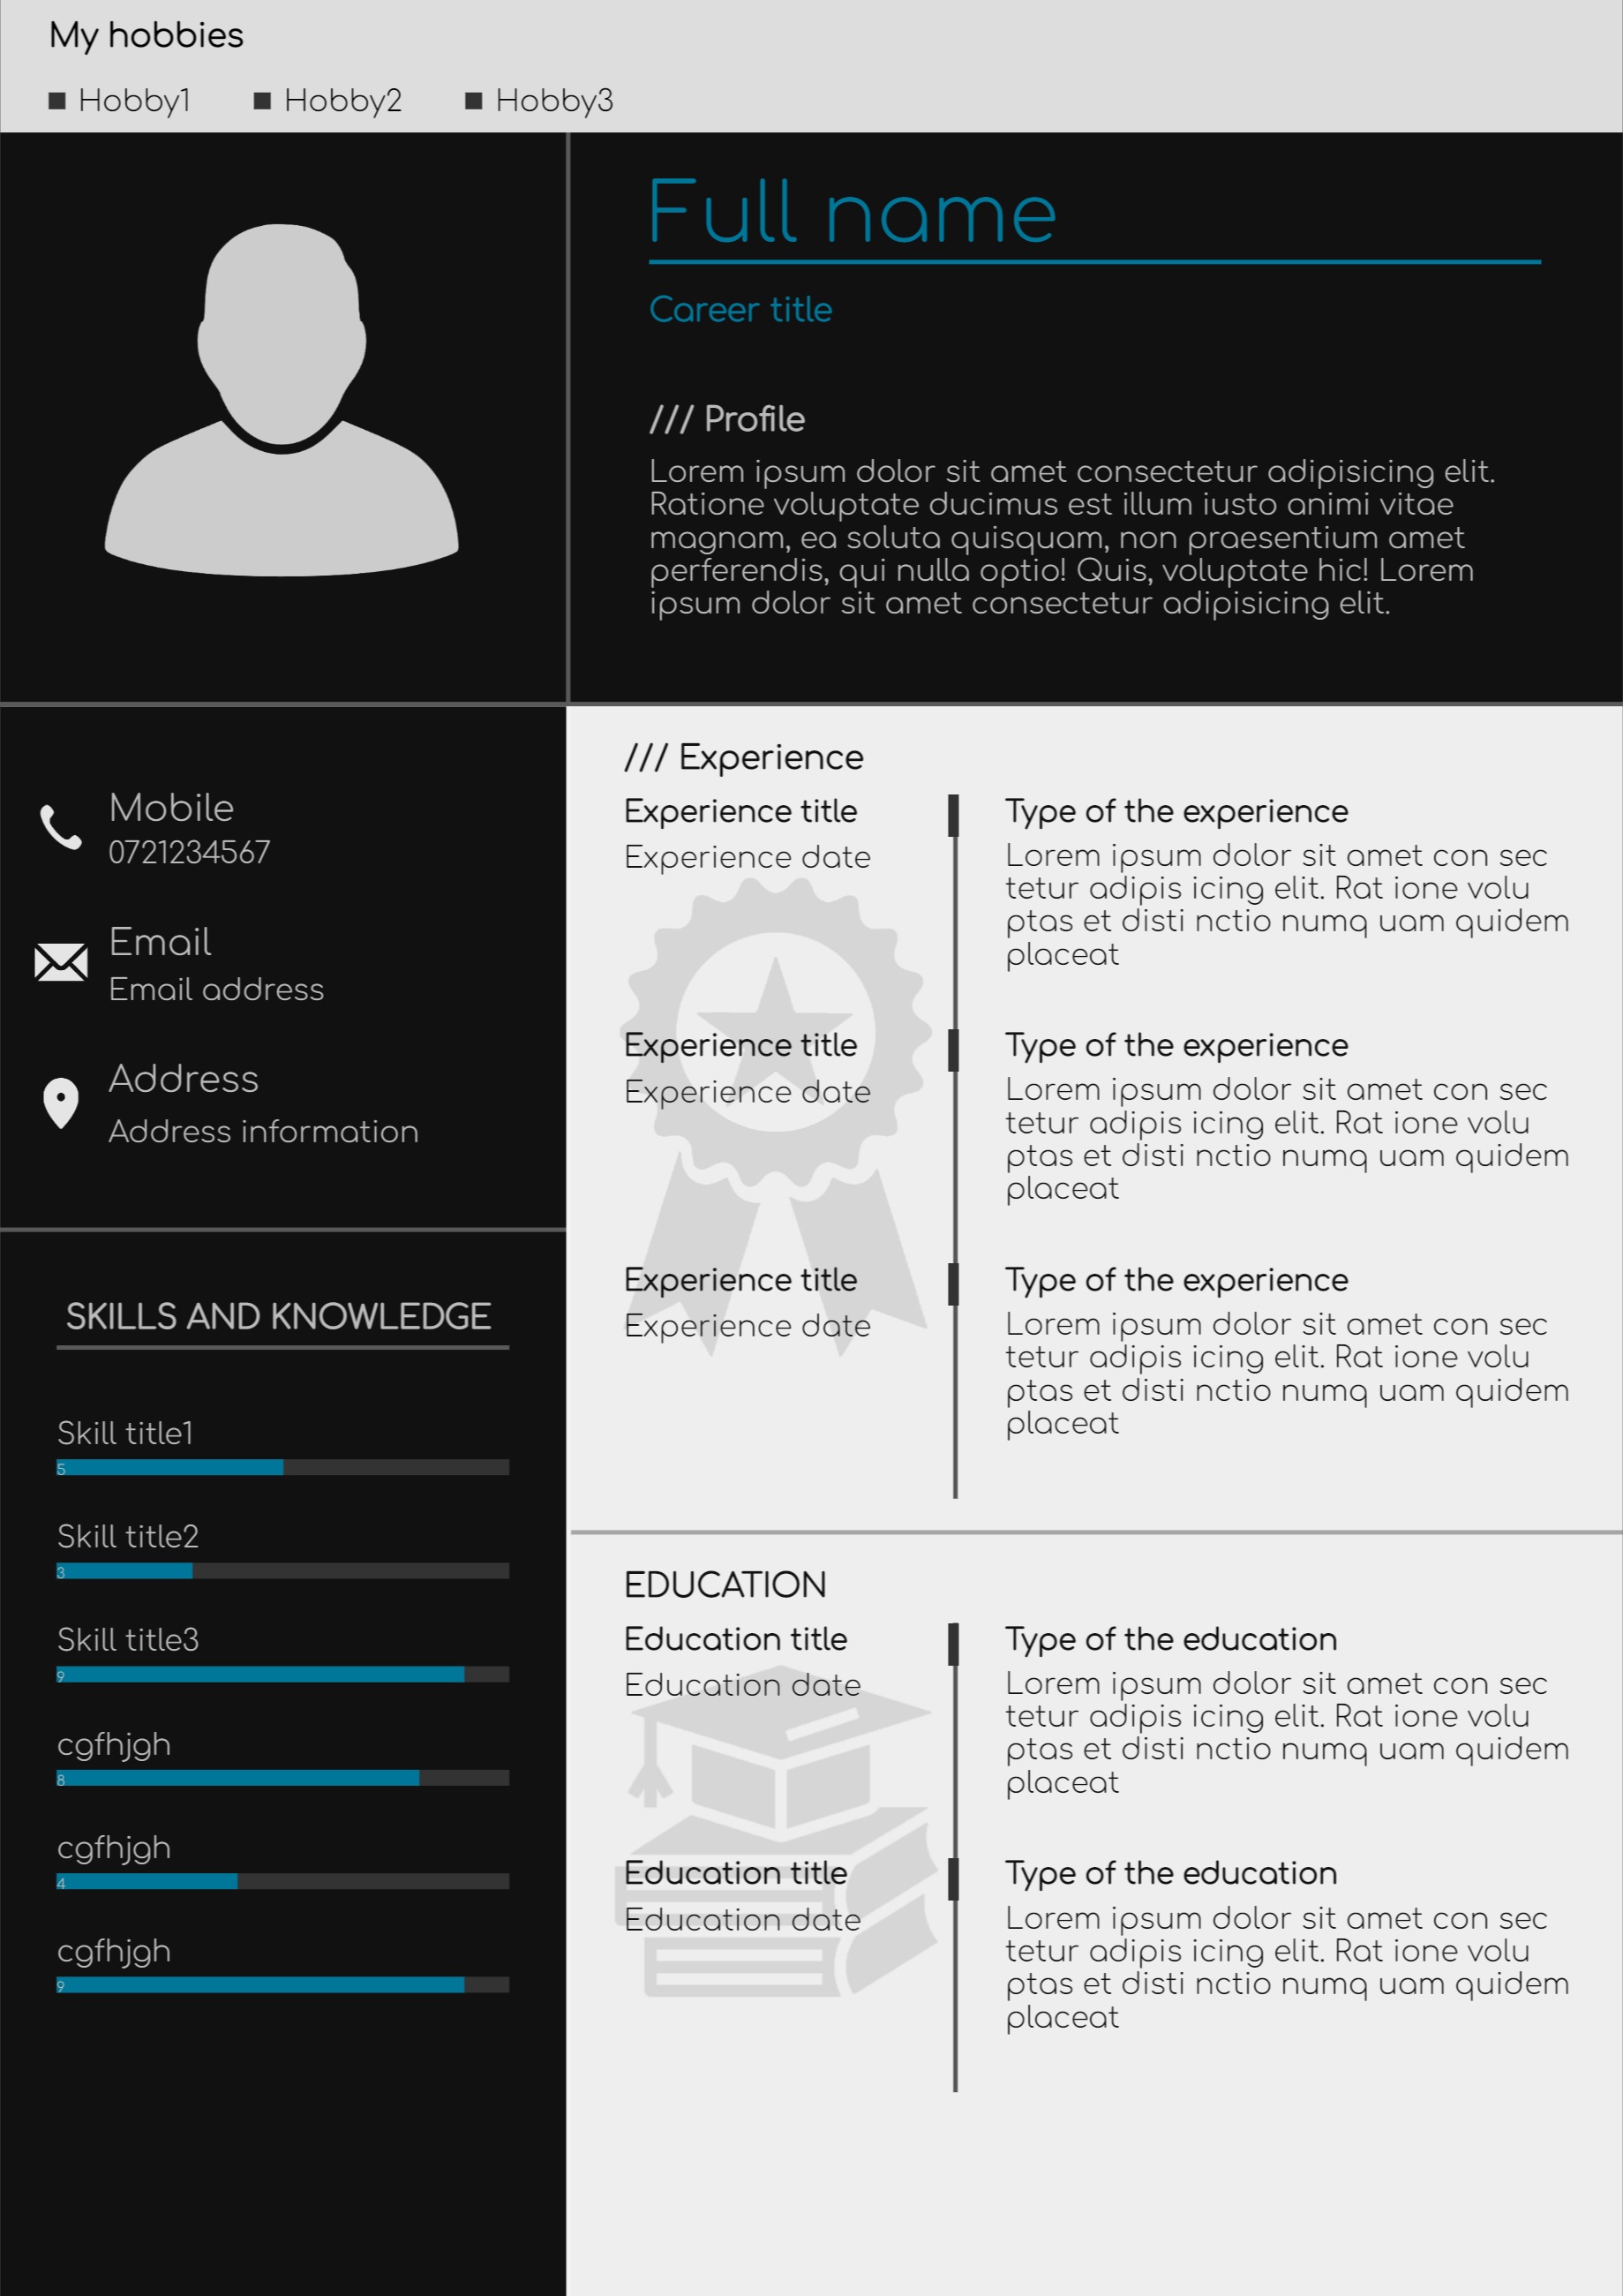 My hobbies
Hobby1 Hobby2 Hobby3
Full name
Career title
/// Profile
Lorem ipsum dolor sit amet consectetur adipisicing elit.
Ratione voluptate ducimus est illum iusto animi vitae
magnam, ea soluta quisquam, non praesentium amet
perferendis, qui nulla optio! Quis, voluptate hic! Lorem
ipsum dolor sit amet consectetur adipisicing elit.
Mobile
0721234567
Email
Email address
Address
Address information
SKILLS AND KNOWLEDGE
Skill title1
5
Skill title2
3
Skill title3
9
cgfhjgh
8
cgfhjgh
4
cgfhjgh
9
/// Experience
Experience title
Experience date
Type of the experience
Lorem ipsum dolor sit amet con sec
tetur adipis icing elit. Rat ione volu
ptas et disti nctio numq uam quidem
placeat
Experience title
Experience date
Type of the experience
Lorem ipsum dolor sit amet con sec
tetur adipis icing elit. Rat ione volu
ptas et disti nctio numq uam quidem
placeat
Experience title
Experience date
Type of the experience
Lorem ipsum dolor sit amet con sec
tetur adipis icing elit. Rat ione volu
ptas et disti nctio numq uam quidem
placeat
EDUCATION
Education title
Education date
Type of the education
Lorem ipsum dolor sit amet con sec
tetur adipis icing elit. Rat ione volu
ptas et disti nctio numq uam quidem
placeat
Education title
Education date
Type of the education
Lorem ipsum dolor sit amet con sec
tetur adipis icing elit. Rat ione volu
ptas et disti nctio numq uam quidem
placeat